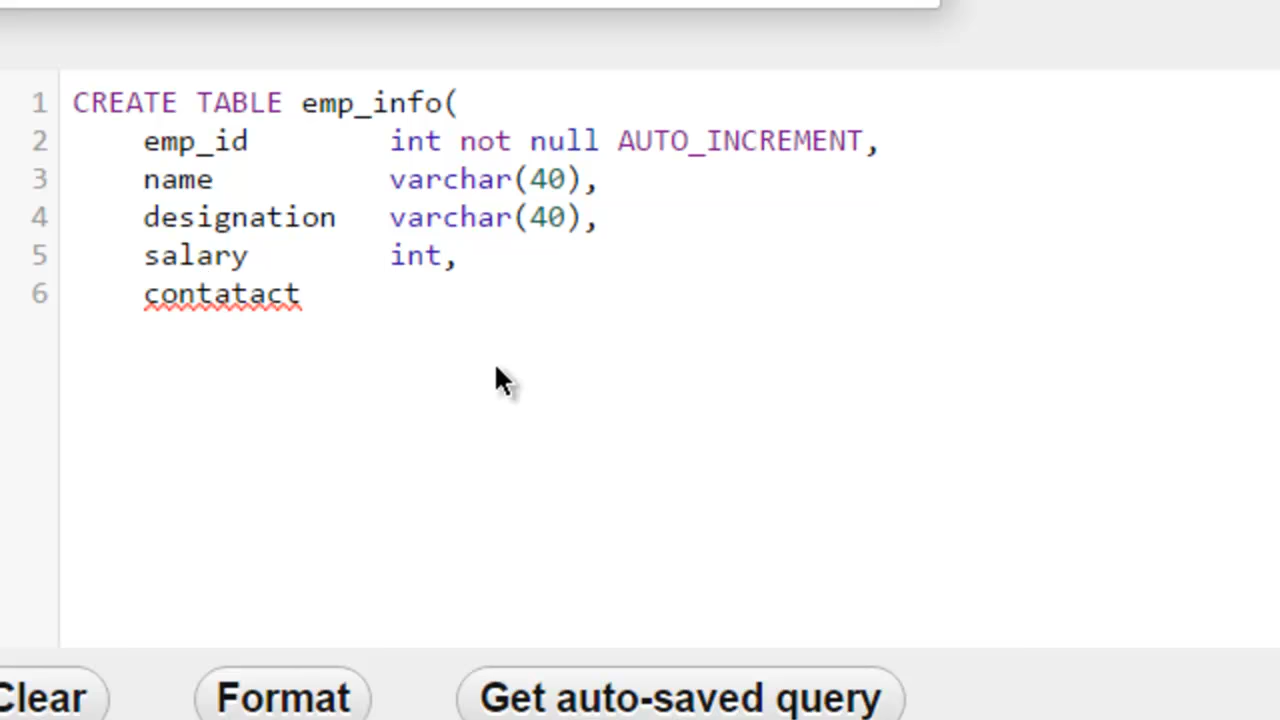 1 CREATE TABLE emp_info(
2 emp_id int not null AUTO_INCREMENT,
3 name varchar(40),
4 designation varchar(40),
5 salary int,
6 contatact
Clear Format Get auto-saved query